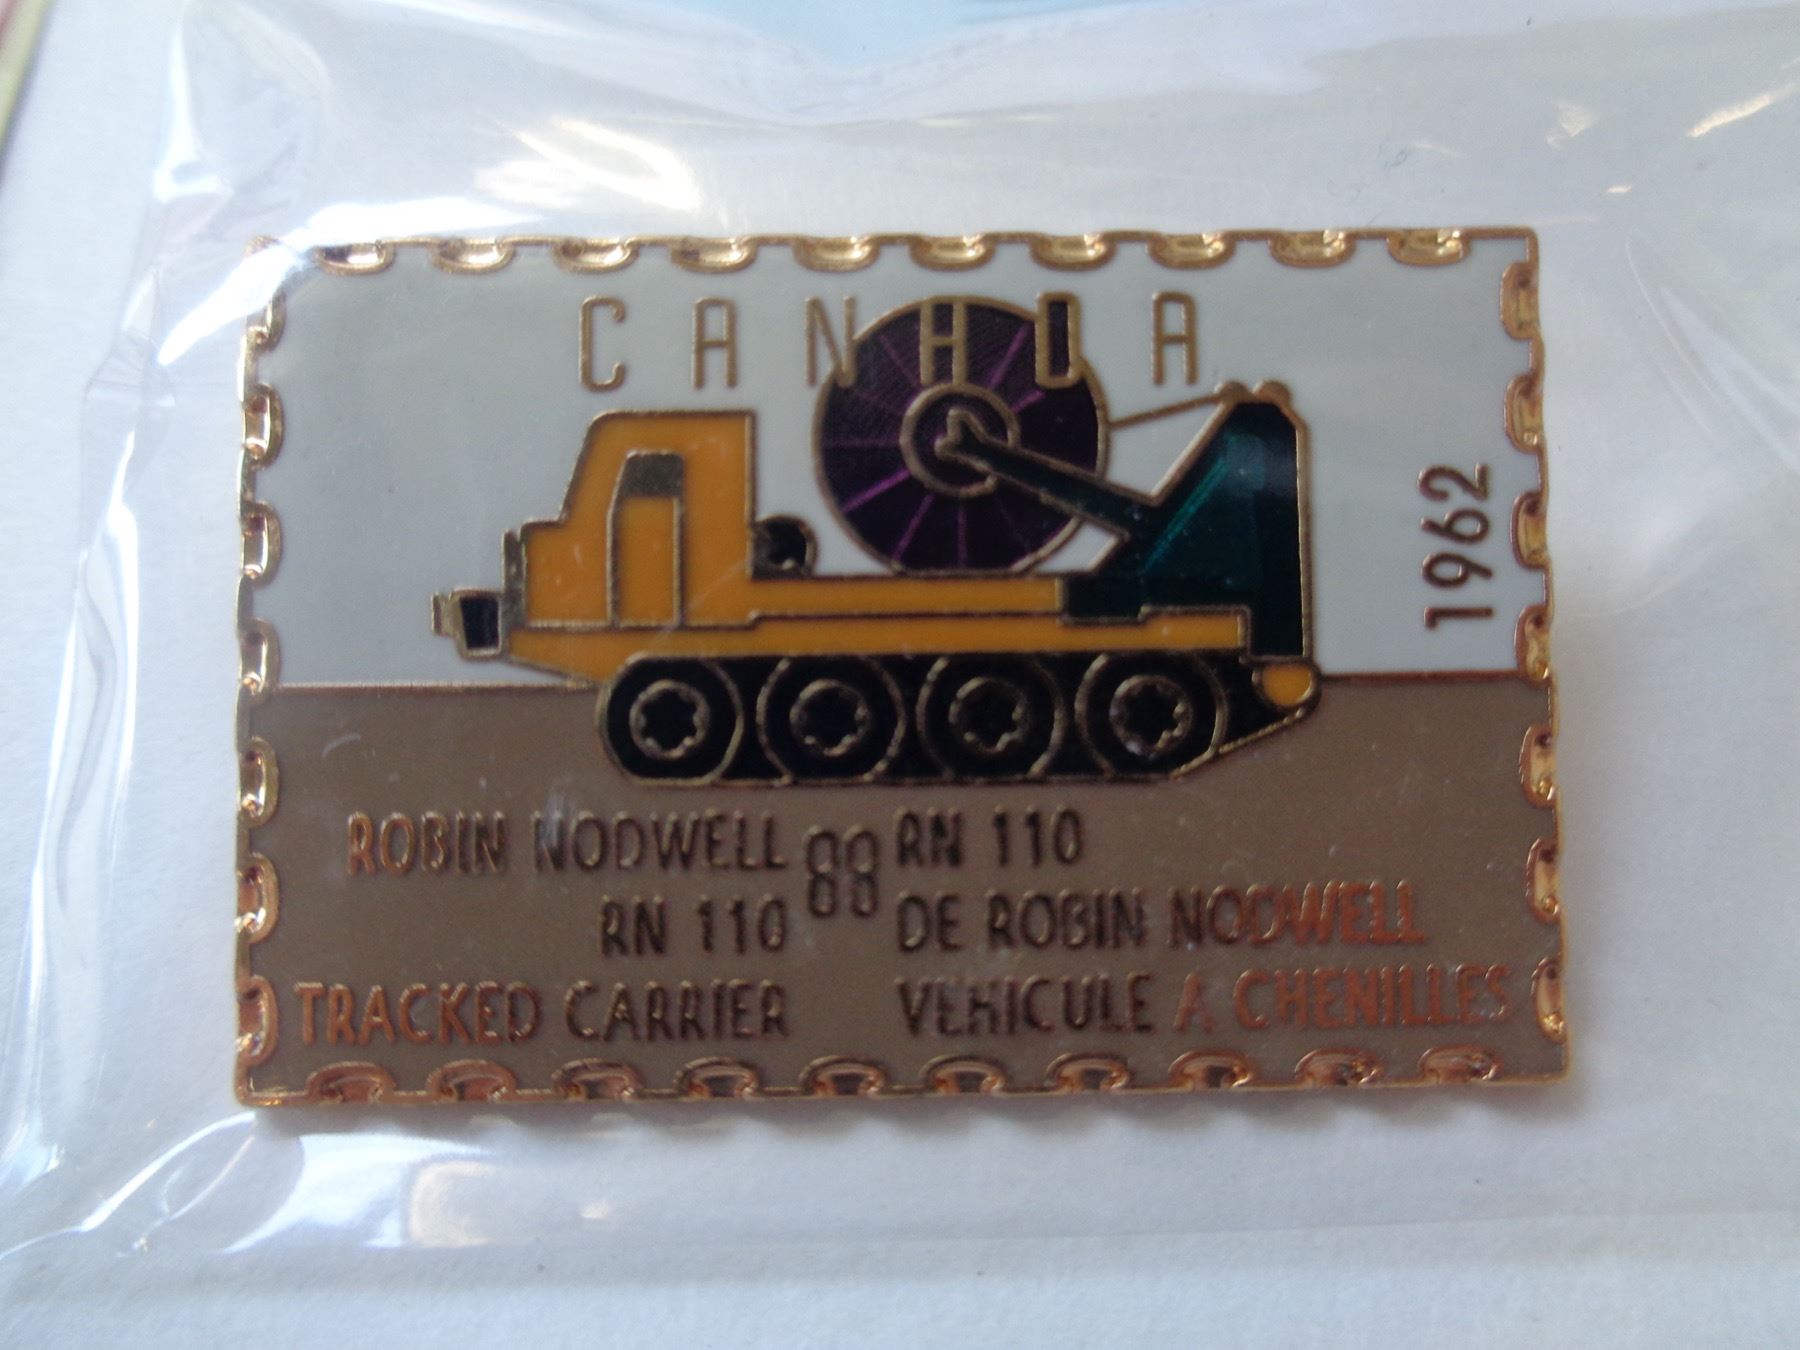 CANADA
1962
ROBIN NODWELL
RN 110
TRACKED CARRIER
88
RN 110
DE ROBIN NODWELL
VEHICULE A CHENILLES